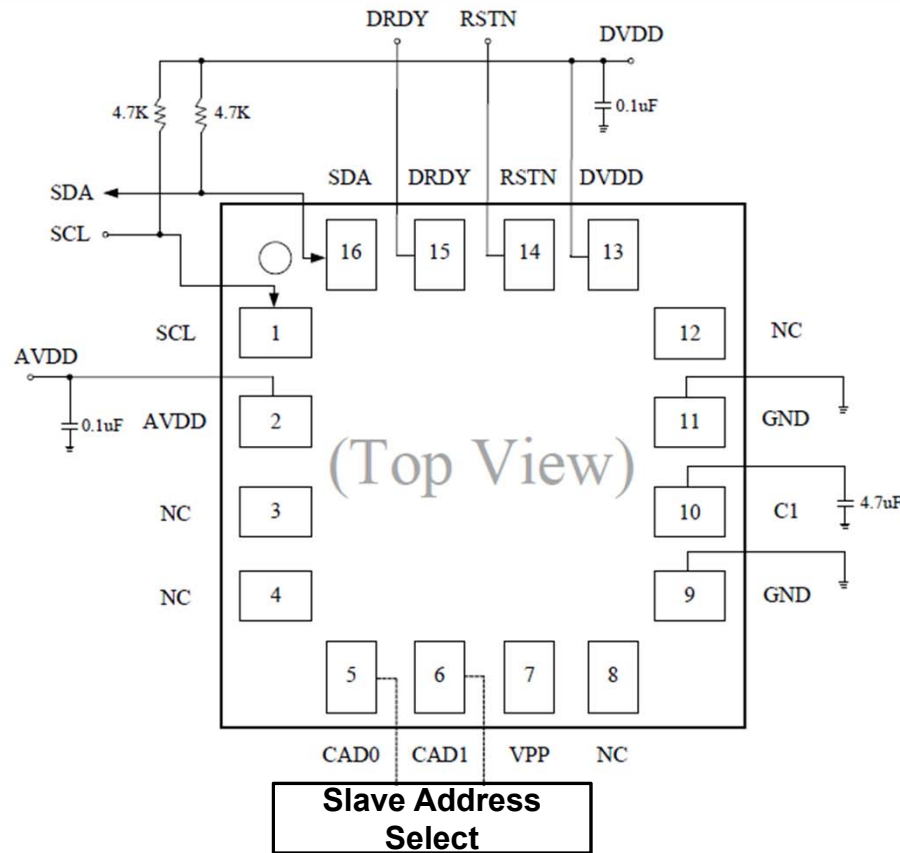 DRDY RSTN
DVDD
4.7K 4.7K
0.1uF
SDA DRDY RSTN DVDD
SDA
SCL
16 15 14 13
SCL 1
12 NC
AVDD
0.1uF AVDD 2
11 GND
(Top View)
NC 3
10 C1 4.7uF
NC 4
9 GND
5 6 7 8
CAD0 CAD1 VPP NC
Slave Address
Select